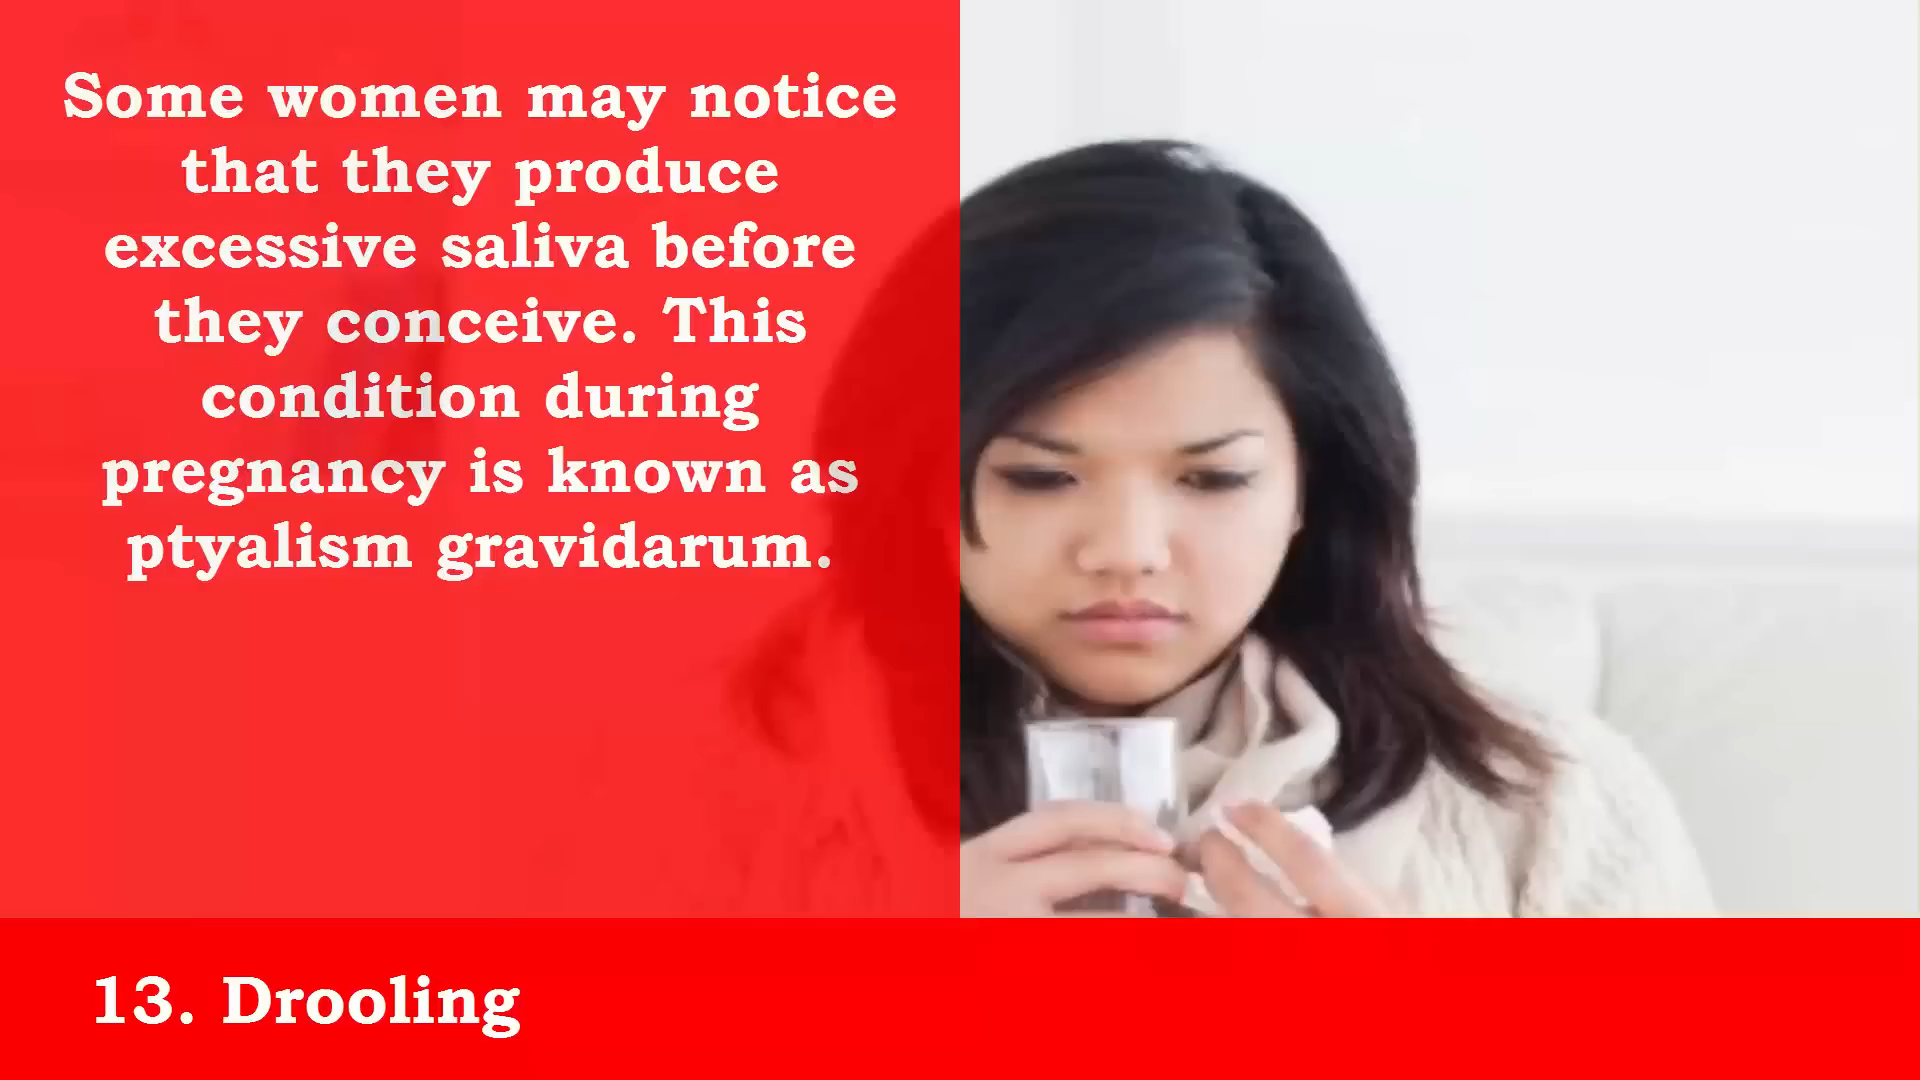 Some women may notice
that they produce
excessive saliva before
they conceive. This
condition during
pregnancy is known as
ptyalism gravidarum.
13. Drooling